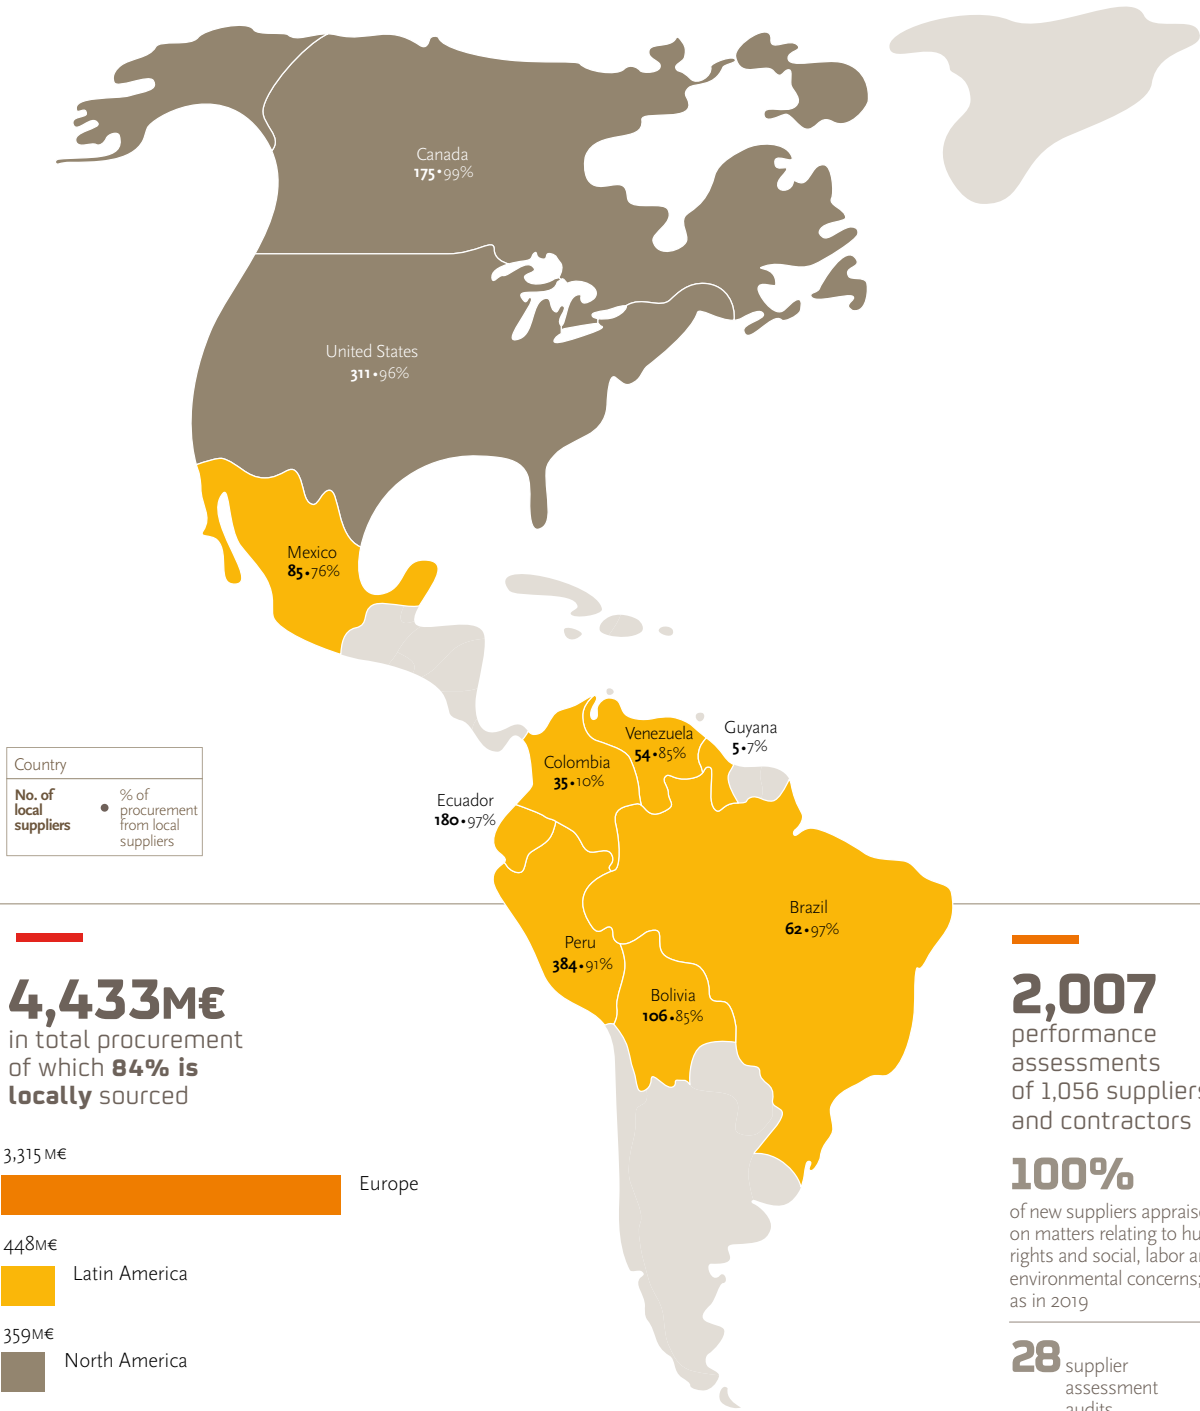 Canada
175•99%
United States
311•96%
Mexico
85•76%
Venezuela
54•85%
Guyana
5•7%
Colombia
35•10%
Ecuador
180•97%
Brazil
62•97%
Peru
384•91%
Bolivia
106•85%
Country
No. of
local
suppliers
•
% of
procurement
from local
suppliers
4,433M€
in total procurement
of which 84% is
locally sourced
3,315 M€
Europe
448M€
Latin America
359M€
North America
2,007
performance
assessments
of 1,056 suppliers
and contractors
100%
of new suppliers
on matters relating to
rights and social, labor
environmental concerns;
as in 2019
28 supplier
assessment
audits